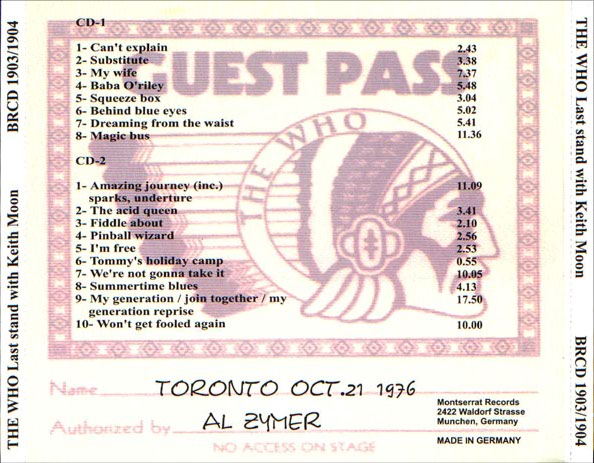 CD-1
1- Can't explain 2.43
2- Substitute 3.38
3- My wife 7.37
4- Baba O'riley 5.48
5- Squeeze box 3.04
6- Behind blue eyes 5.02
7- Dreaming from the waist 5.41
8- Magic bus 11.36
CD-2
1- Amazing journey (inc.) 11.09
sparks, underture
2- The acid queen 3.41
3- Fiddle about 2.10
4- Pinball wizard 2.56
5- I'm free 2.53
6- Tommy's holiday camp 0.55
7- We're not gonna take it 10.05
8- Summertime blues 4.13
9- My generation / join together / my 17.50
generation reprise
10- Won't get fooled again 10.00
GUEST PASS
THE WHO
Name TORONTO OCT.21 1976
Authorized by AL ZYMER
NO ACCESS ON STAGE
Montserrat Records
2422 Waldorf Strasse
Munchen, Germany
MADE IN GERMANY
THE WHO Last stand with Keith Moon BRCD 1903/1904
THE WHO Last stand with Keith Moon BRCD 1903/1904